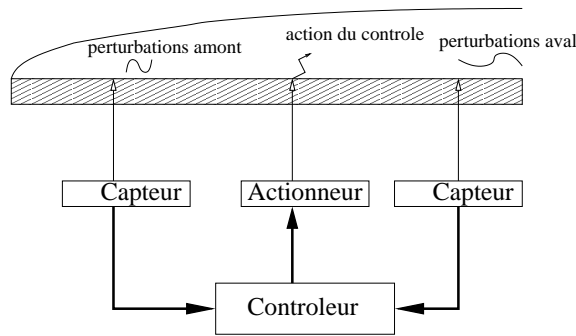 perturbations amont
action du controle
perturbations aval
Capteur
Actionneur
Capteur
Controleur